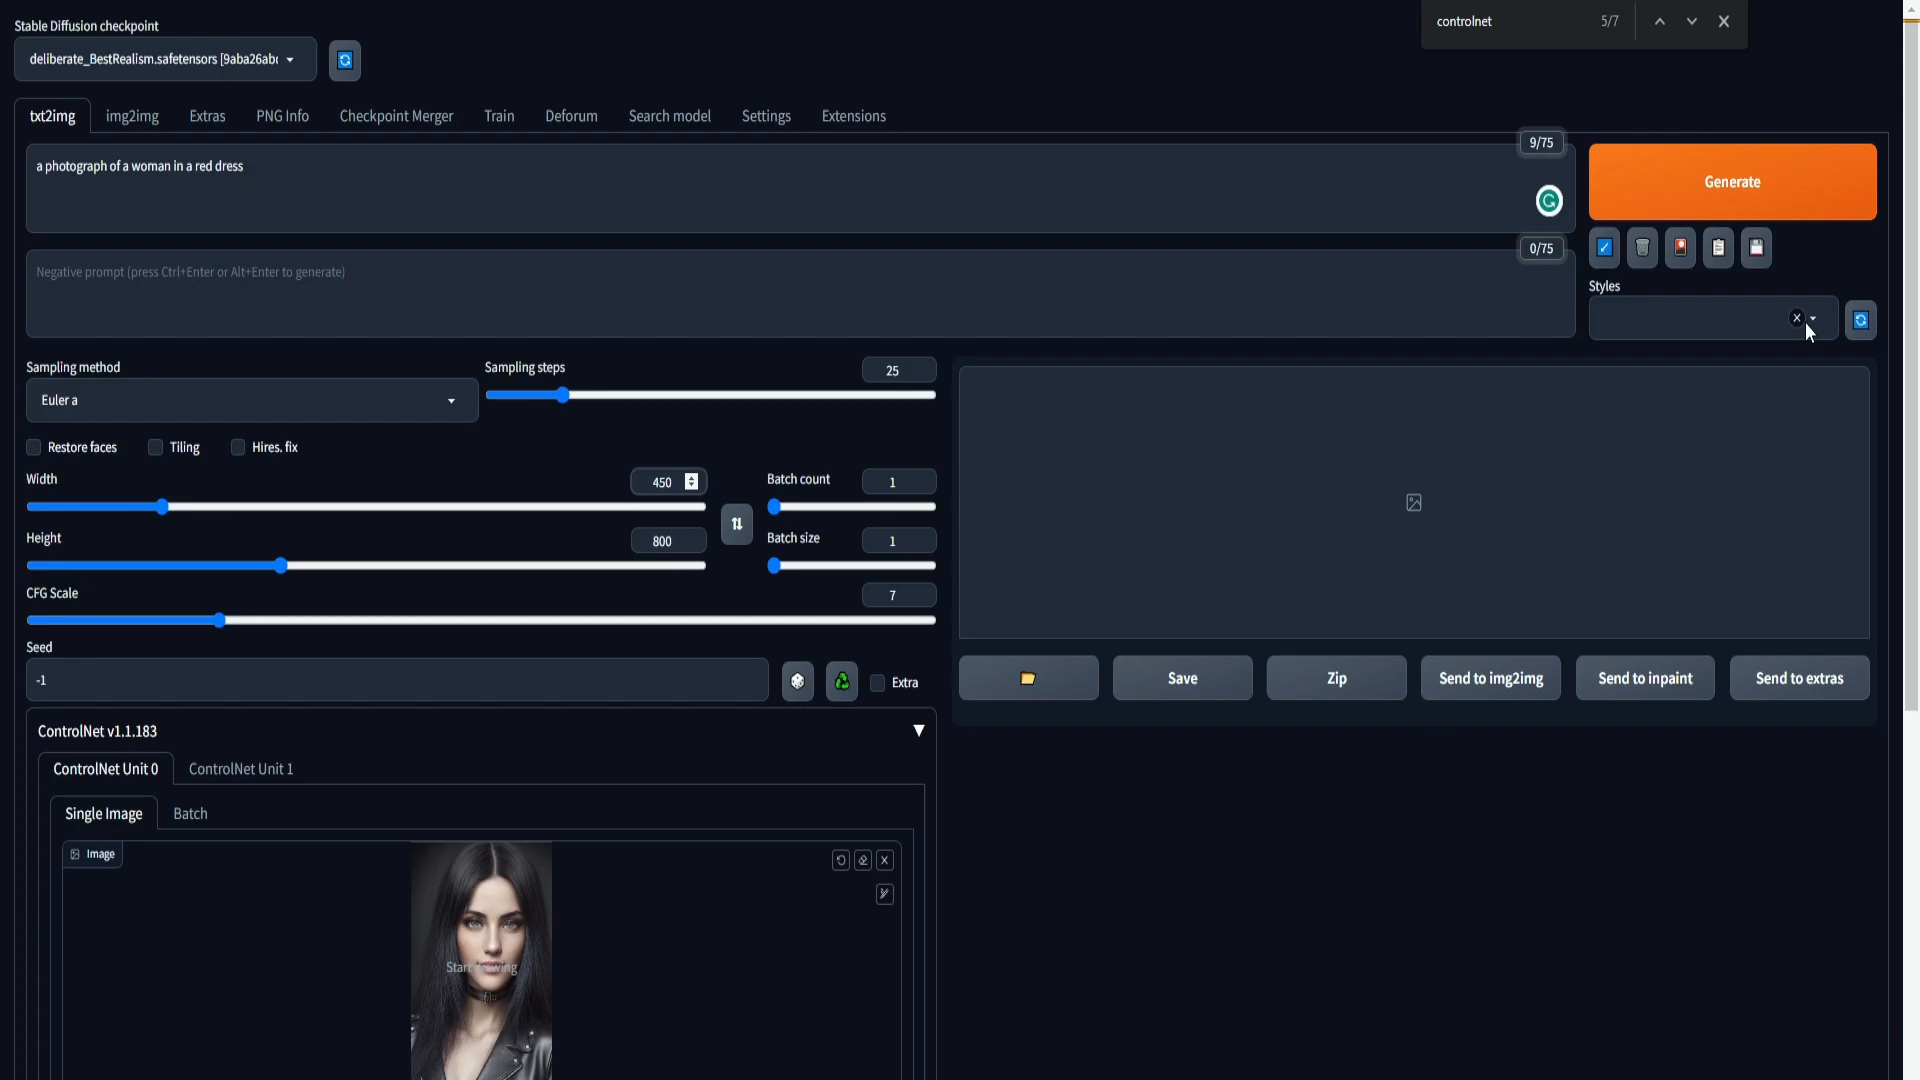 Stable Diffusion checkpoint
controlnet 5/7
deliberate_BestRealism.safetensors [9aba26abc
txt2img img2img Extras PNG Info Checkpoint Merger Train Deforum Search model Settings Extensions
9/75
a photograph of a woman in a red dress
Generate
0/75
Negative prompt (press Ctrl+Enter or Alt+Enter to generate)
Styles
Sampling method
Euler a
Sampling steps 25
Restore faces Tiling Hires. fix
Width 450
Batch count 1
Height 800
Batch size 1
CFG Scale 7
Seed
-1
Extra
Save Zip Send to img2img Send to inpaint Send to extras
ControlNet v1.1.183
ControlNet Unit 0 ControlNet Unit 1
Single Image Batch
Image
Start drawing